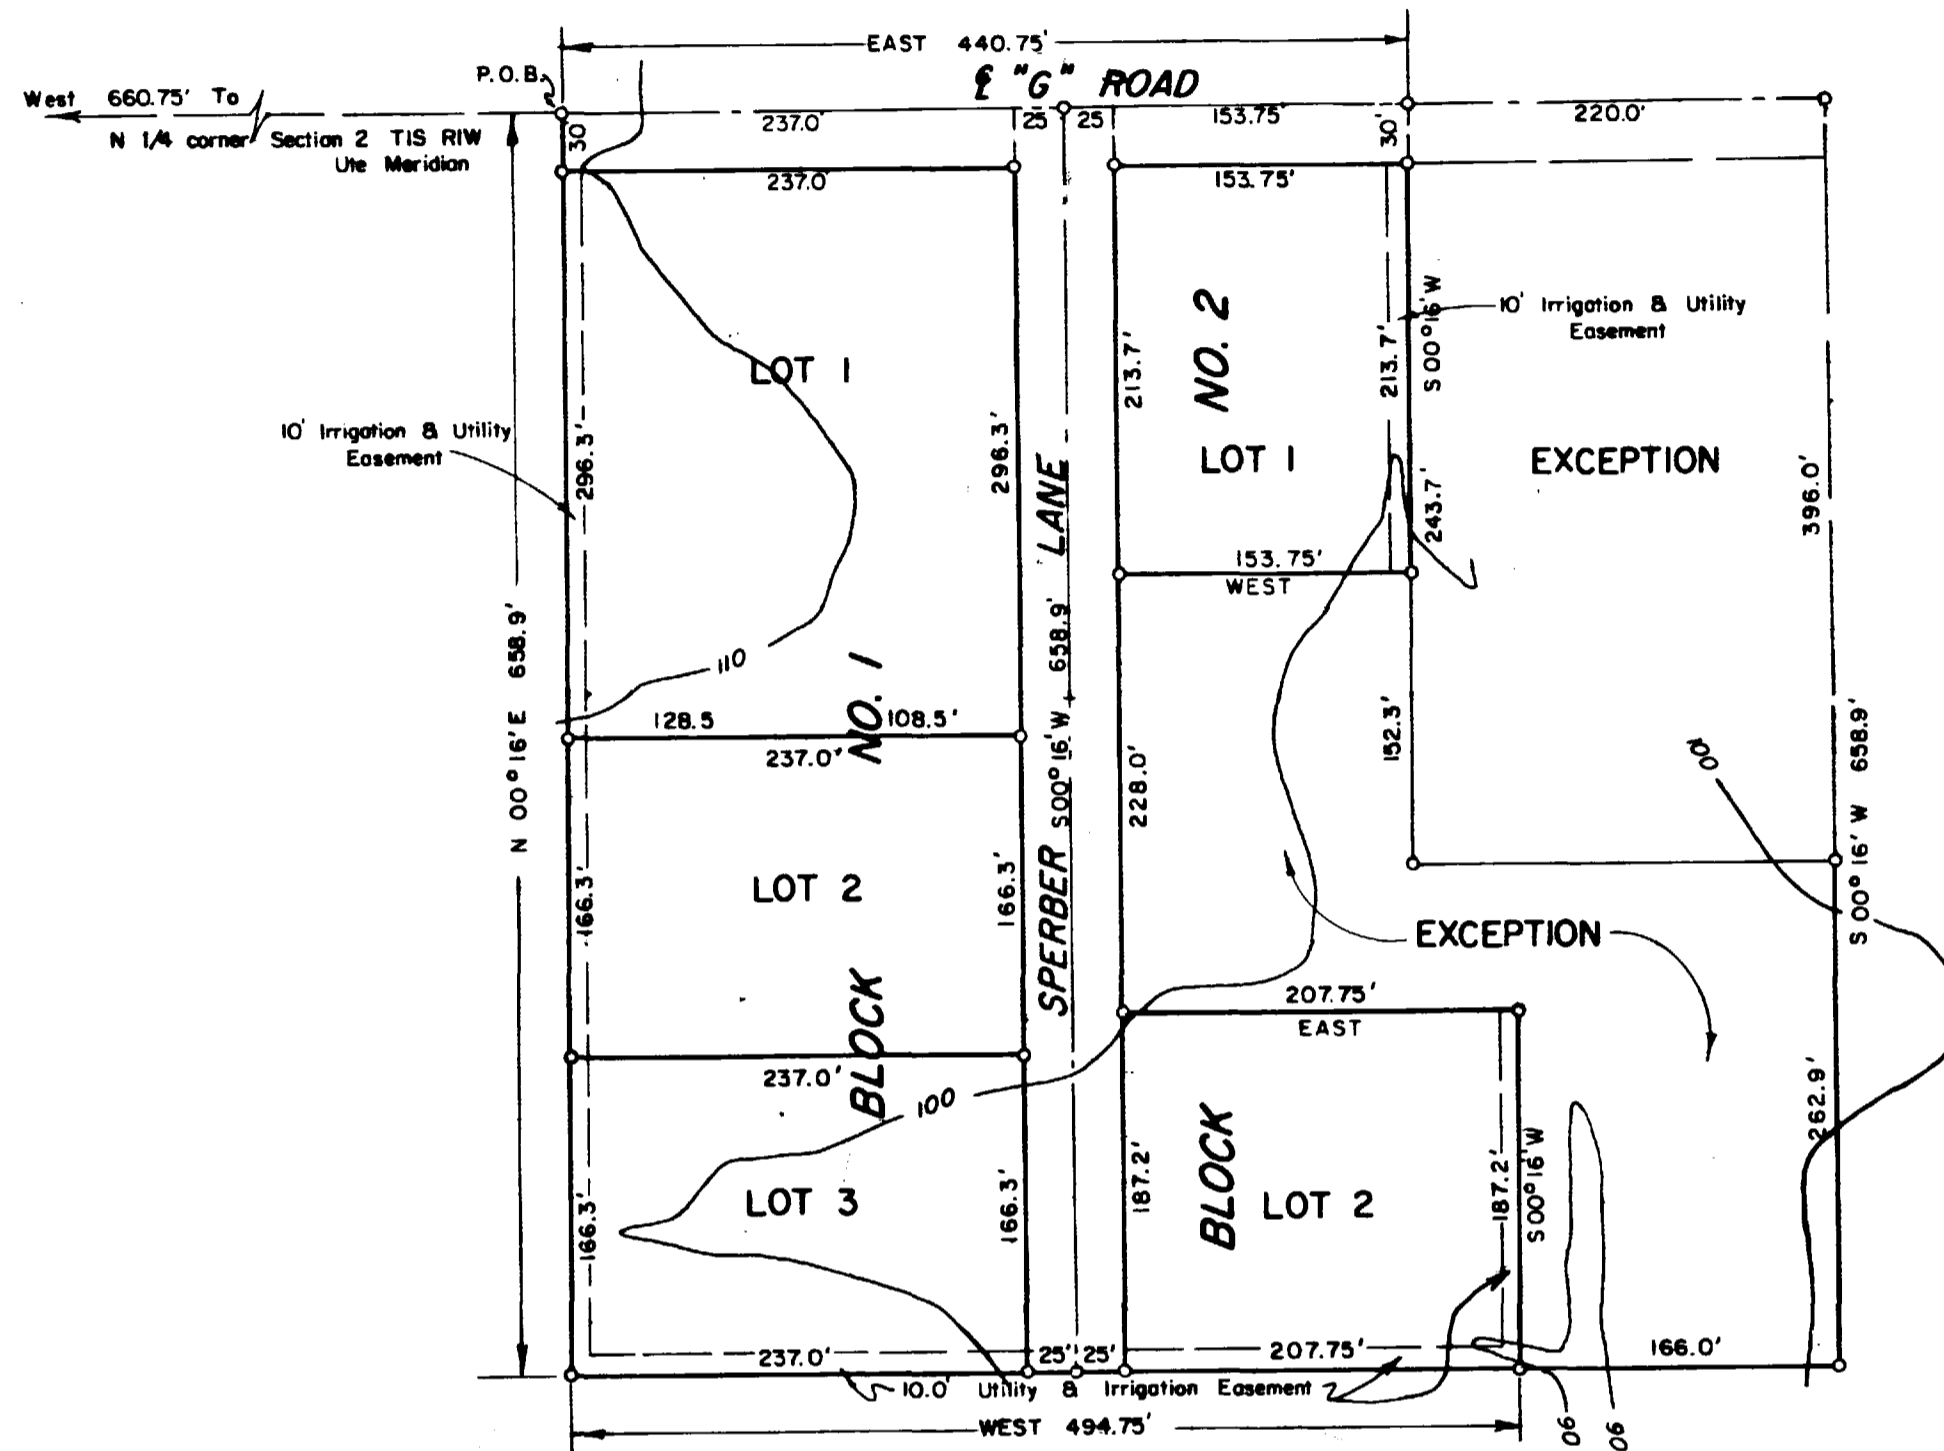 EAST 440.75'
P.O.B.
℄ "G" ROAD
West 660.75' To
N 1/4 corner Section 2 T1S R1W
Ute Meridian
30
237.0'
25 25
153.75'
30'
220.0'
237.0'
153.75'
10' Irrigation & Utility
Easement
10' Irrigation & Utility
Easement
296.3'
LOT 1
296.3'
213.7'
NO. 2
LOT 1
213.7'
S 00°16' W
243.7'
EXCEPTION
396.0'
153.75'
WEST
N 00°16' E 658.9'
110
128.5
108.5'
237.0'
BLOCK NO. 1
SPERBER LANE
S 00°16' W 658.9'
228.0'
152.3'
S 00°16' W 658.9'
166.3'
LOT 2
166.3'
EXCEPTION
207.75'
EAST
237.0'
100
166.3'
LOT 3
166.3'
187.2'
BLOCK
LOT 2
187.2'
S 00°16' W
262.9'
237.0'
25' 25'
207.75'
166.0'
10.0' Utility & Irrigation Easement
WEST 494.75'
90
90